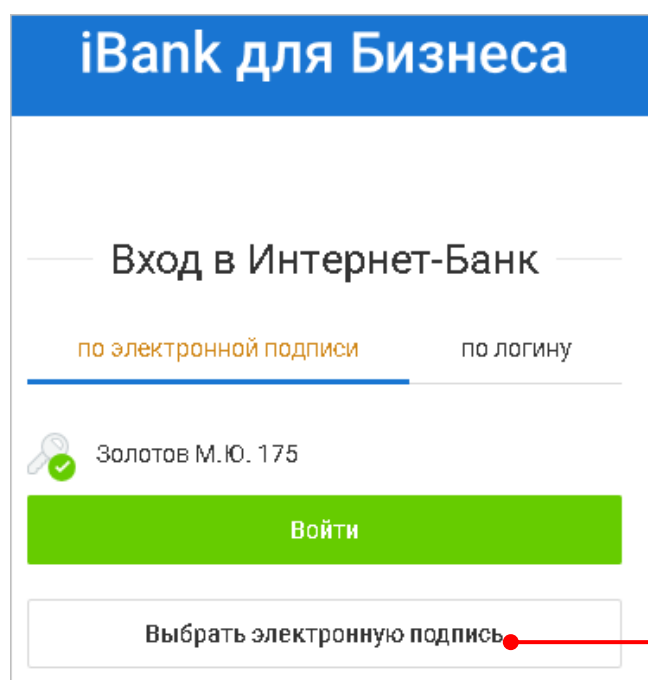 iBank для Бизнеса
Вход в Интернет-Банк
по электронной подписи по логину
Золотов М.Ю. 175
Войти
Выбрать электронную подпись